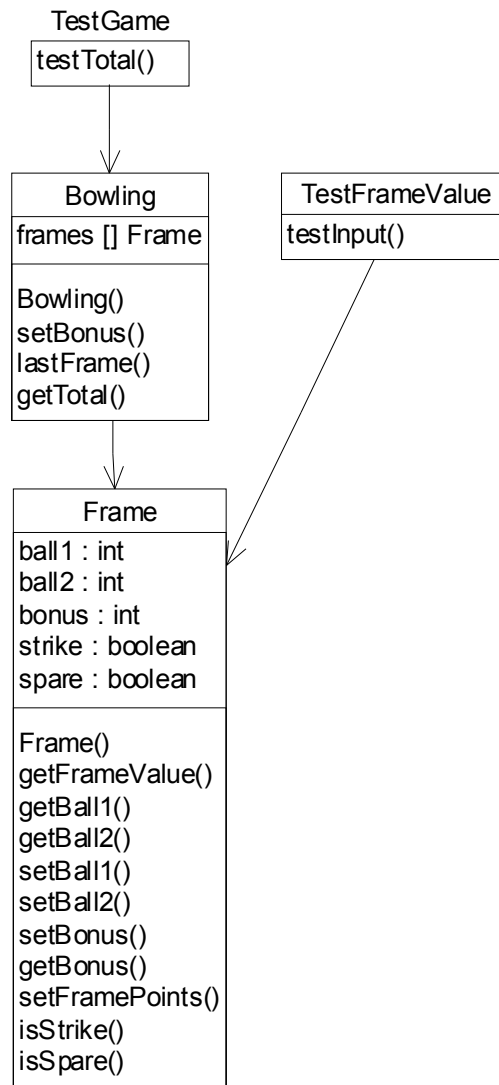 TestGame
testTotal()
Bowling
frames [] Frame
Bowling()
setBonus()
lastFrame()
getTotal()
TestFrameValue
testInput()
Frame
ball1 : int
ball2 : int
bonus : int
strike : boolean
spare : boolean
Frame()
getFrameValue()
getBall1()
getBall2()
setBall1()
setBall2()
setBonus()
getBonus()
setFramePoints()
isStrike()
isSpare()